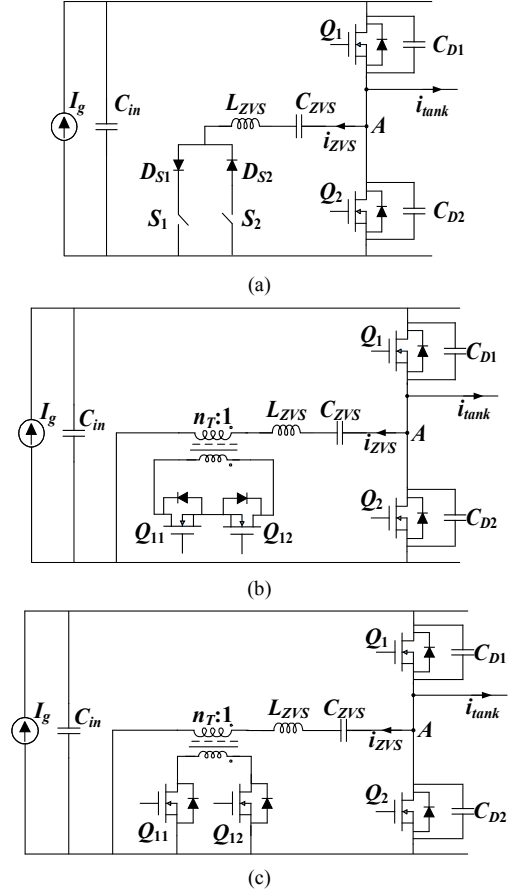 Q1
CD1
Ig
Cin
LZVS
CZVS
itank
iZVS
A
DS1
DS2
Q2
CD2
S1
S2
(a)
Q1
CD1
Ig
Cin
nT:1
LZVS
CZVS
itank
iZVS
A
Q2
CD2
Q11
Q12
(b)
Q1
CD1
Ig
Cin
nT:1
LZVS
CZVS
itank
iZVS
A
Q2
CD2
Q11
Q12
(c)